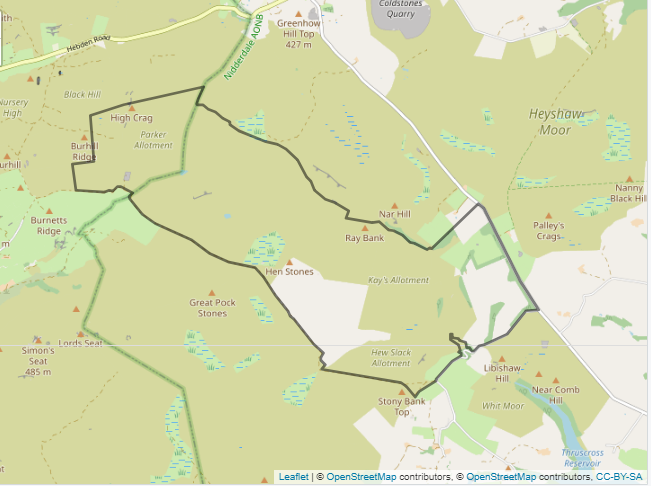 Coldstones
Quarry
Greenhow
Hill Top
427 m
Hebden Road
Nidderdale AONB
Nursery
High
Black Hill
High Crag
Parker
Allotment
Heyshaw
Moor
Burhill
Ridge
Burnetts
Ridge
Nar Hill
Ray Bank
Nanny
Black Hill
Palley's
Crags
Hen Stones
Kay's Allotment
Great Pock
Stones
Lords Seat
Simon's
Seat
485 m
Hew Slack
Allotment
Libishaw
Hill
Near Comb
Hill
Stony Bank
Top
Whit Moor
Thruscross
Reservoir
Leaflet | © OpenStreetMap contributors, © OpenStreetMap contributors, CC-BY-SA